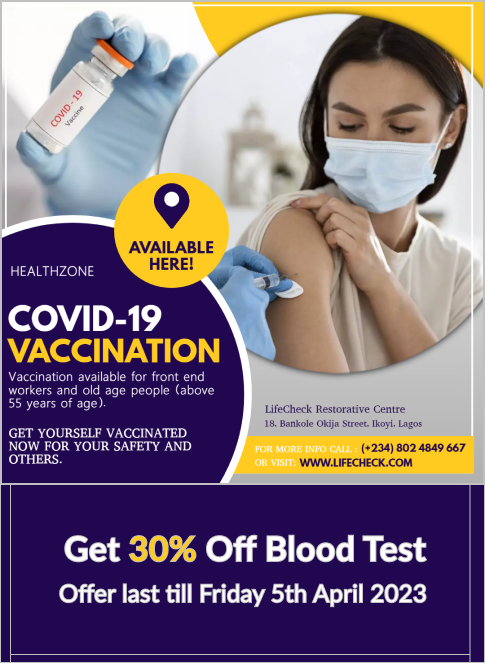 COVID - 19
Vaccine
AVAILABLE
HERE!
HEALTHZONE
COVID-19
VACCINATION
Vaccination available for front end
workers and old age people (above
55 years of age).
GET YOURSELF VACCINATED
NOW FOR YOUR SAFETY AND
OTHERS.
LifeCheck Restorative Centre
18, Bankole Okija Street. Ikoyi, Lagos
FOR MORE INFO CALL : (+234) 802 4849 667
OR VISIT: WWW.LIFECHECK.COM
Get 30% Off Blood Test
Offer last till Friday 5th April 2023